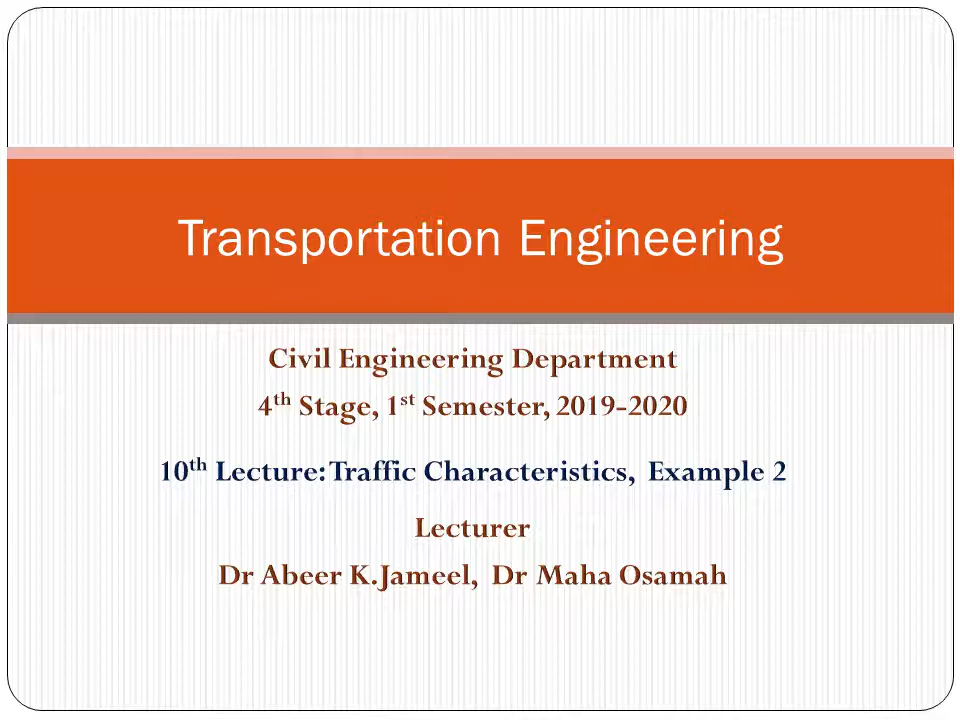 Transportation Engineering
Civil Engineering Department
4th Stage, 1st Semester, 2019-2020
10th Lecture: Traffic Characteristics, Example 2
Lecturer
Dr Abeer K.Jameel, Dr Maha Osamah